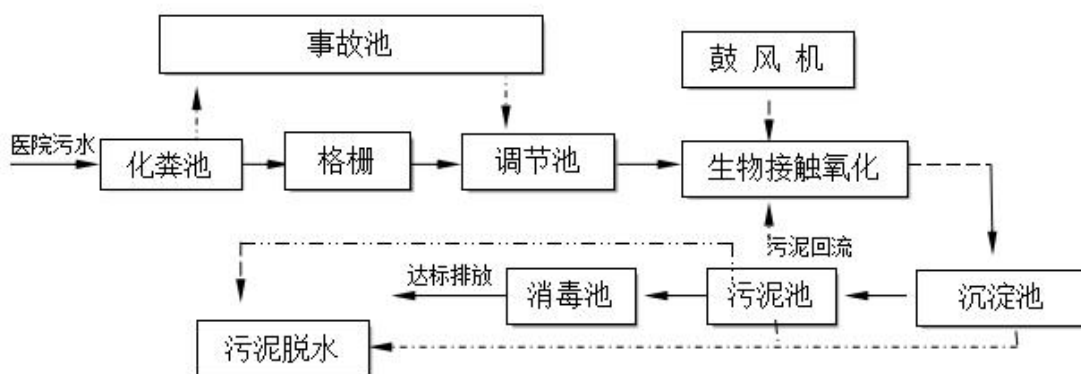 事故池
鼓风机
医院污水
化粪池
格栅
调节池
生物接触氧化
污泥回流
达标排放
消毒池
污泥池
沉淀池
污泥脱水